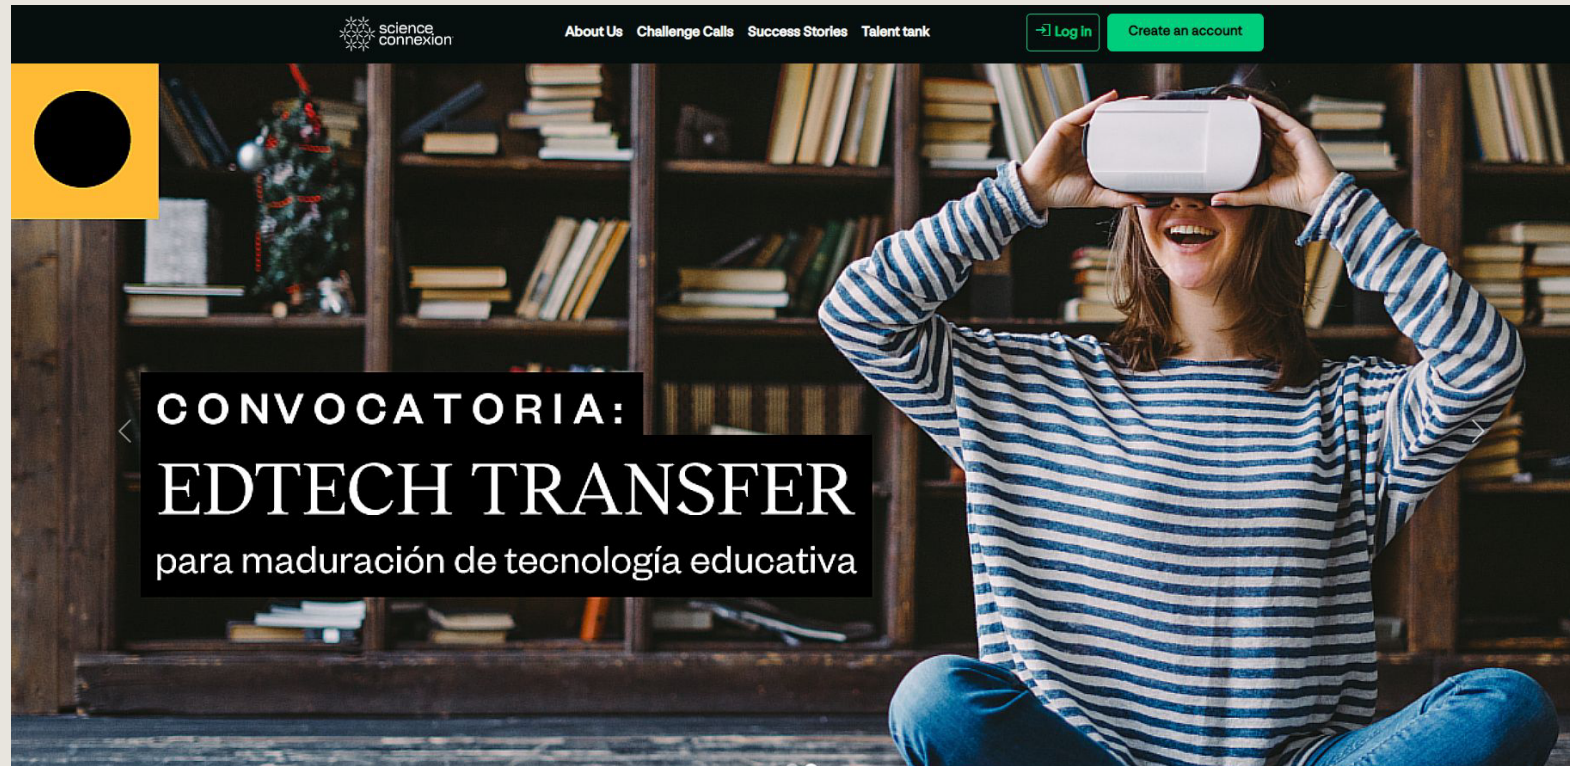 science
connexion
About Us Challenge Calls Success Stories Talent tank
Log in
Create an account
CONVOCATORIA:
EDTECH TRANSFER
para maduración de tecnología educativa